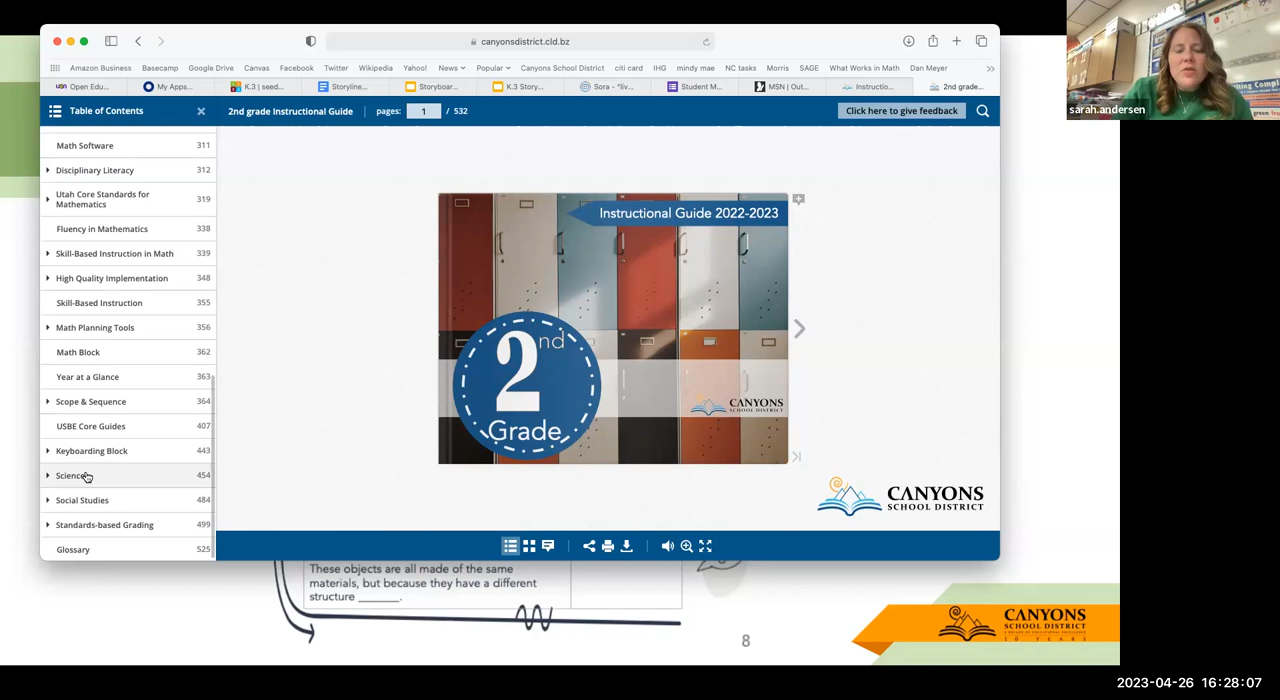 canyonsdistrict.cld.bz
Amazon Business Basecamp Google Drive Canvas Facebook Twitter Wikipedia Yahoo! News Popular Canyons School District citi card IHG mindy mae NC tasks Morris SAGE What Works in Math Dan Meyer
Open Edu... My Apps... K.3 | seed... Storyline... Storyboar... K.3 Story... Sora - "liv... Student M... MSN | Out... Instructio... 2nd grade...
Table of Contents 2nd grade Instructional Guide pages: 1 / 532 Click here to give feedback
Math Software 311
Disciplinary Literacy 312
Utah Core Standards for
Mathematics 319
Fluency in Mathematics 338
Skill-Based Instruction in Math 339
High Quality Implementation 348
Skill-Based Instruction 355
Math Planning Tools 356
Math Block 362
Year at a Glance 363
Scope & Sequence 364
USBE Core Guides 407
Keyboarding Block 443
Science 454
Social Studies 484
Standards-based Grading 499
Glossary 525
Instructional Guide 2022-2023
2nd
Grade
CANYONS
SCHOOL DISTRICT
CANYONS
SCHOOL DISTRICT
These objects are all made of the same
materials, but because they have a different
structure ______.
8
CANYONS
SCHOOL DISTRICT
10 YEARS
sarah.andersen
2023-04-26 16:28:07